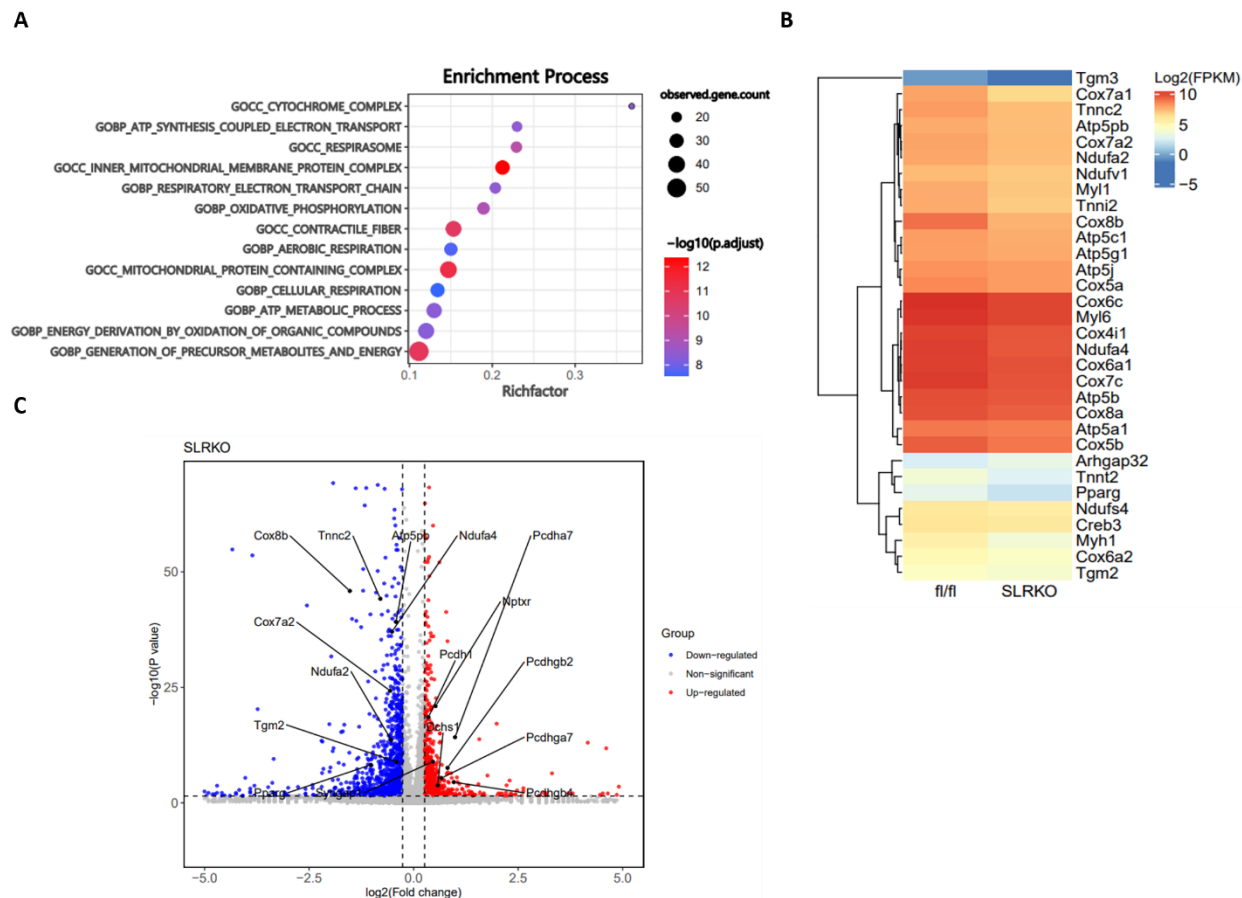 A
Enrichment Process
GOCC_CYTOCHROME_COMPLEX
GOBP_ATP_SYNTHESIS_COUPLED_ELECTRON_TRANSPORT
GOCC_RESPIRASOME
GOCC_INNER_MITOCHONDRIAL_MEMBRANE_PROTEIN_COMPLEX
GOBP_RESPIRATORY_ELECTRON_TRANSPORT_CHAIN
GOBP_OXIDATIVE_PHOSPHORYLATION
GOCC_CONTRACTILE_FIBER
GOBP_AEROBIC_RESPIRATION
GOCC_MITOCHONDRIAL_PROTEIN_CONTAINING_COMPLEX
GOBP_CELLULAR_RESPIRATION
GOBP_ATP_METABOLIC_PROCESS
GOBP_ENERGY_DERIVATION_BY_OXIDATION_OF_ORGANIC_COMPOUNDS
GOBP_GENERATION_OF_PRECURSOR_METABOLITES_AND_ENERGY
0.1 0.2 0.3
Richfactor
observed.gene.count
20
30
40
50
−log10(p.adjust)
12
11
10
9
8
B
Tgm3
Cox7a1
Tnnc2
Atp5pb
Cox7a2
Ndufa2
Ndufv1
Myl1
Tnni2
Cox8b
Atp5c1
Atp5g1
Atp5j
Cox5a
Cox6c
Myl6
Cox4i1
Ndufa4
Cox6a1
Cox7c
Atp5b
Cox8a
Atp5a1
Cox5b
Arhgap32
Tnnt2
Pparg
Ndufs4
Creb3
Myh1
Cox6a2
Tgm2
fl/fl SLRKO
Log2(FPKM)
10
5
0
−5
C
SLRKO
−log10(P value)
50
25
0
Cox8b Tnnc2 Atp5pb Ndufa4 Pcdha7
Nptxr
Cox7a2
Pcdh1
Ndufa2 Pcdhgb2
Tgm2 Dchs1
Pcdhga7
Pparg Syngap1 Pcdhgb4
−5.0 −2.5 0.0 2.5 5.0
log2(Fold change)
Group
Down−regulated
Non−significant
Up−regulated